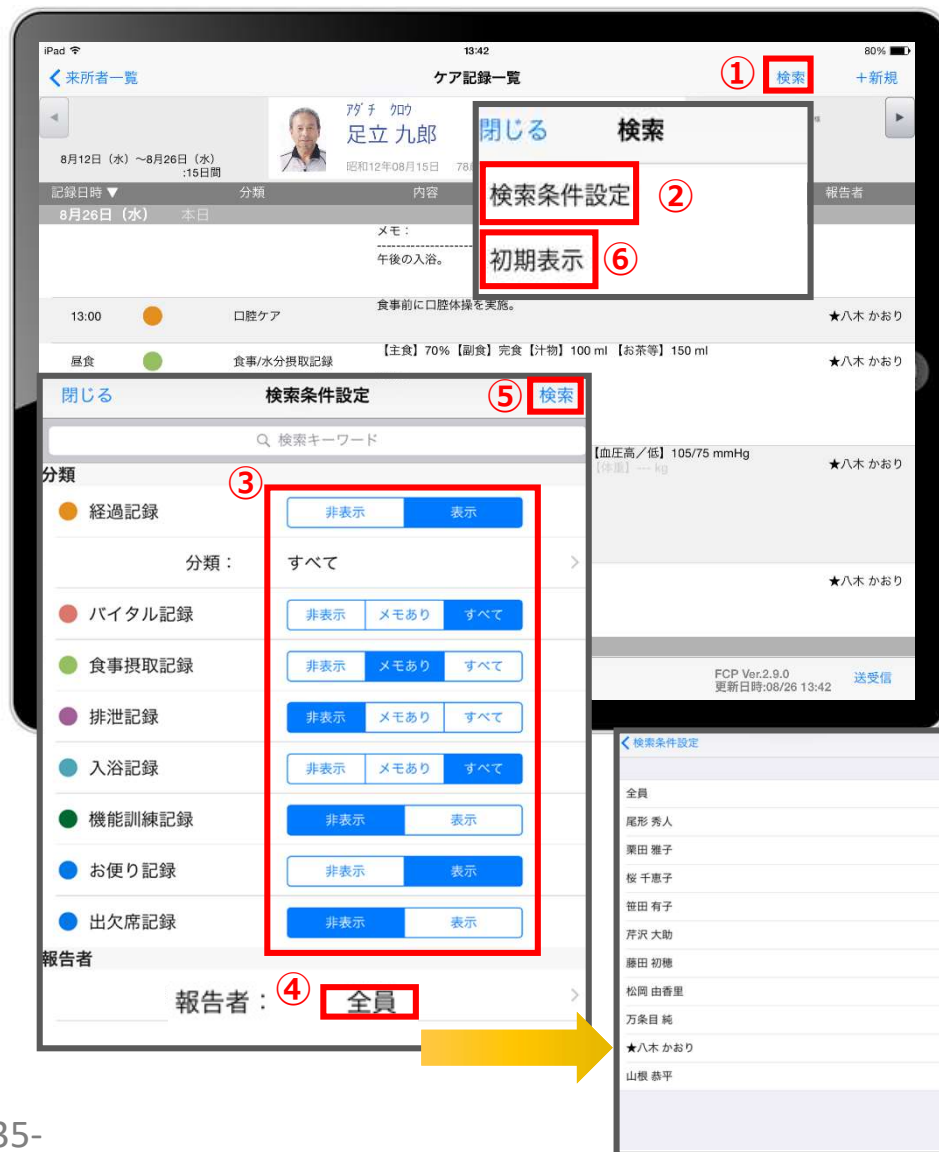 iPad 13:42 80%
来所者一覧 ケア記録一覧 ① 検索 +新規
アダチ クロウ
足立 九郎
8月12日（水）～8月26日（水）
:15日間
昭和12年08月15日 78
閉じる 検索
検索条件設定 ②
初期表示 ⑥
記録日時 ▼ 分類 内容 報告者
8月26日（水） 本日
メモ：
----------------------
午後の入浴。
食事前に口腔体操を実施。
13:00 口腔ケア ★八木 かおり
【主食】70%【副食】完食【汁物】100 ml 【お茶等】150 ml
昼食 食事/水分摂取記録 ★八木 かおり
【血圧高／低】105/75 mmHg
【体重】--- kg
★八木 かおり
★八木 かおり
FCP Ver.2.9.0
更新日時:08/26 13:42
送受信
閉じる 検索条件設定 ⑤ 検索
検索キーワード
分類
③
経過記録 非表示 表示
分類： すべて
バイタル記録 非表示 メモあり すべて
食事摂取記録 非表示 メモあり すべて
排泄記録 非表示 メモあり すべて
入浴記録 非表示 メモあり すべて
機能訓練記録 非表示 表示
お便り記録 非表示 表示
出欠席記録 非表示 表示
報告者
報告者： ④ 全員
検索条件設定
全員
尾形 秀人
栗田 雅子
桜 千恵子
笹田 有子
芹沢 大助
藤田 初穂
松岡 由香里
万条目 純
★八木 かおり
山根 恭平
35-